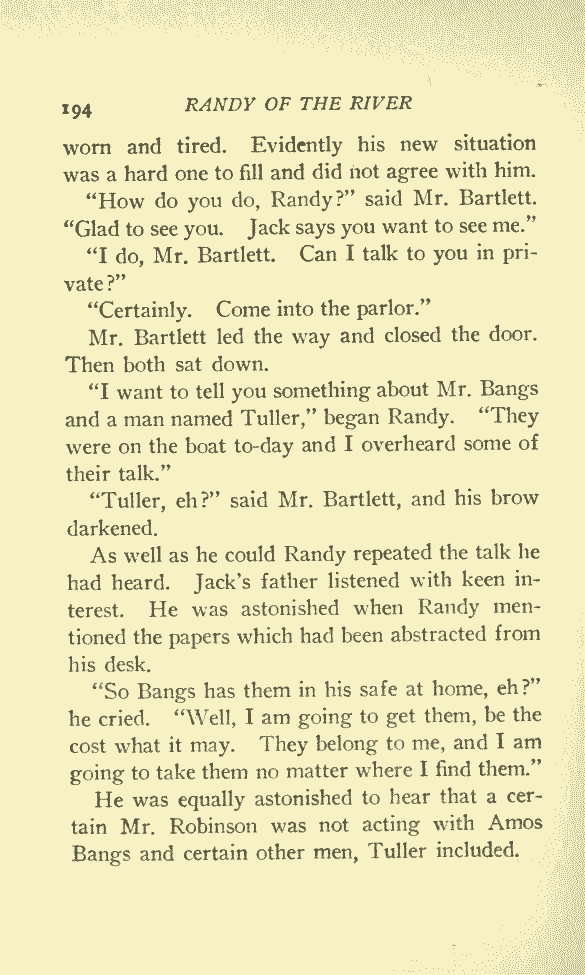 194 RANDY OF THE RIVER
worn and tired. Evidently his new situation
was a hard one to fill and did not agree with him.
“How do you do, Randy?” said Mr. Bartlett.
“Glad to see you. Jack says you want to see me.”
“I do, Mr. Bartlett. Can I talk to you in pri-
vate?”
“Certainly. Come into the parlor.”
Mr. Bartlett led the way and closed the door.
Then both sat down.
“I want to tell you something about Mr. Bangs
and a man named Tuller,” began Randy. “They
were on the boat to-day and I overheard some of
their talk.”
“Tuller, eh?” said Mr. Bartlett, and his brow
darkened.
As well as he could Randy repeated the talk he
had heard. Jack’s father listened with keen in-
terest. He was astonished when Randy men-
tioned the papers which had been abstracted from
his desk.
“So Bangs has them in his safe at home, eh?”
he cried. “Well, I am going to get them, be the
cost what it may. They belong to me, and I am
going to take them no matter where I find them.”
He was equally astonished to hear that a cer-
tain Mr. Robinson was not acting with Amos
Bangs and certain other men, Tuller included.